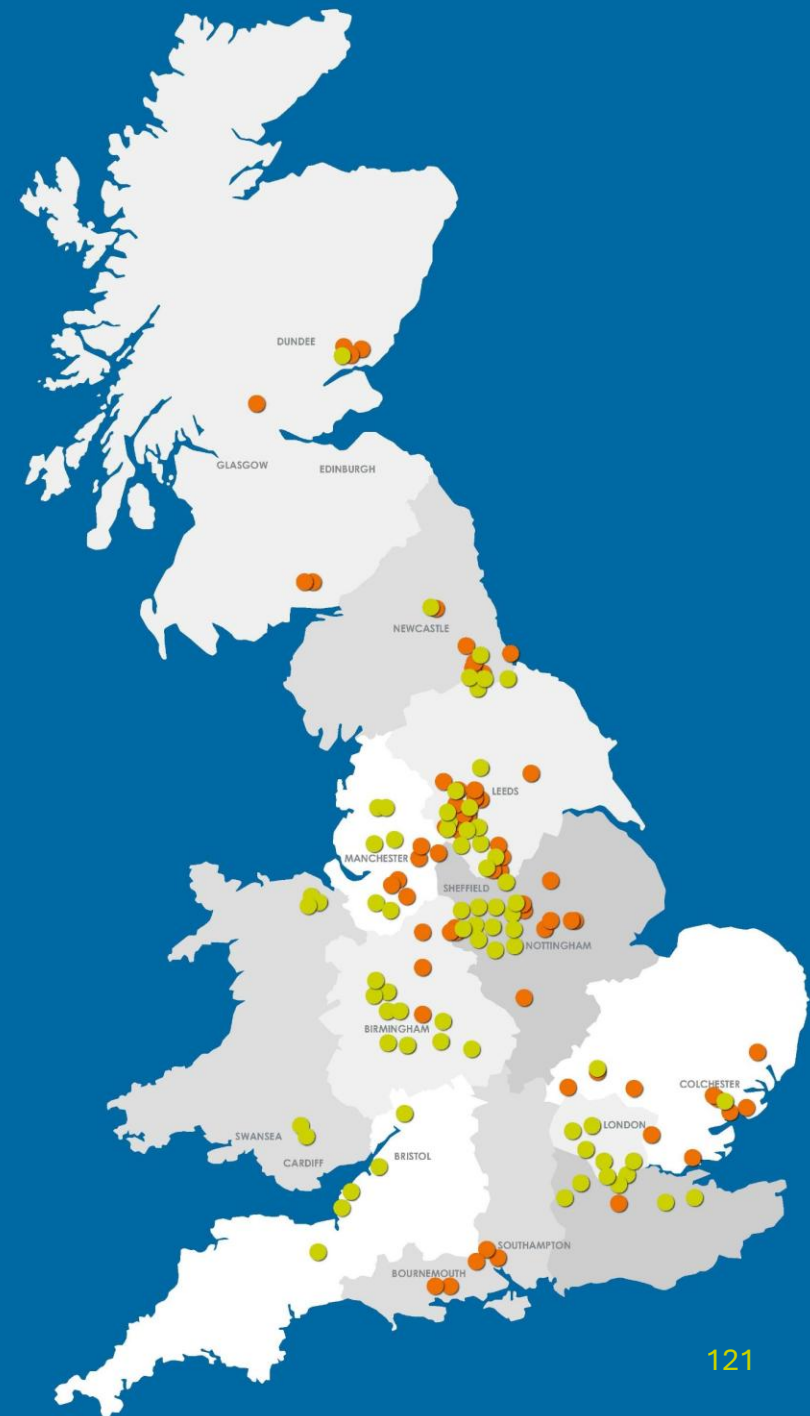 DUNDEE
GLASGOW
EDINBURGH
NEWCASTLE
LEEDS
MANCHESTER
SHEFFIELD
NOTTINGHAM
BIRMINGHAM
COLCHESTER
LONDON
SWANSEA
CARDIFF
BRISTOL
SOUTHAMPTON
BOURNEMOUTH
121